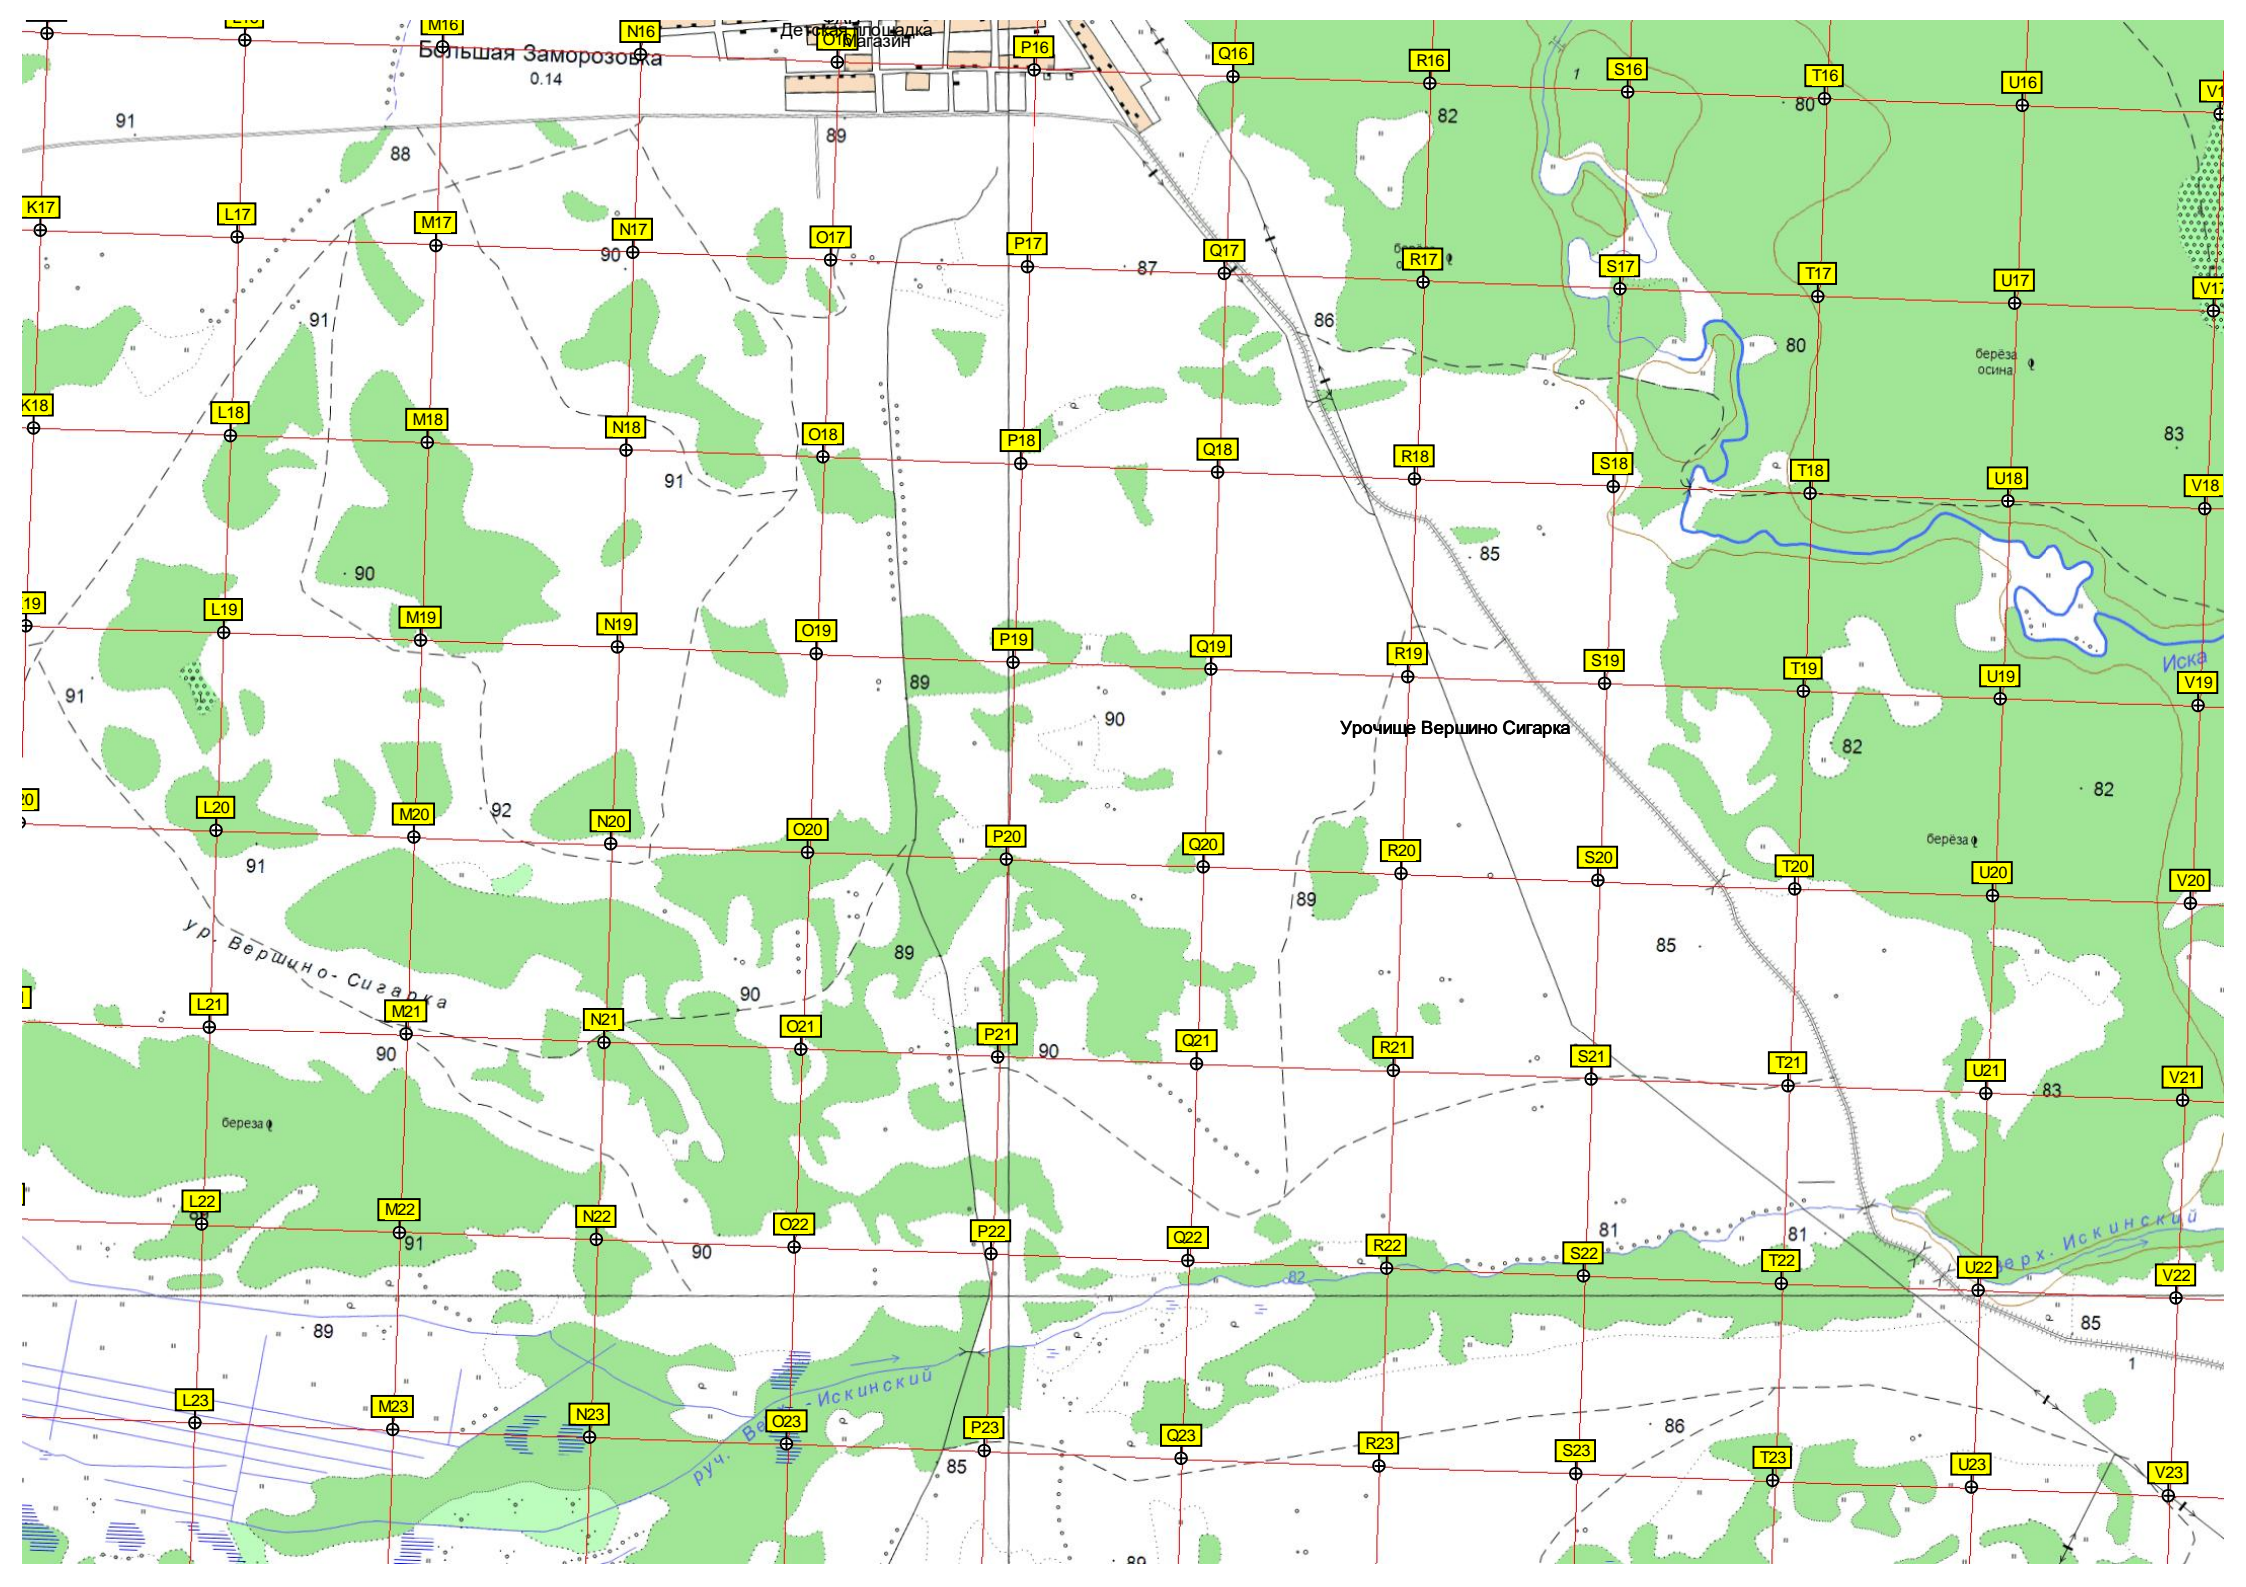 M16
N16
Детская площадка
Магазин
P16
Q16
R16
S16
T16
U16
Большая Заморозовка
0.14
1
80
82
91
89
88
K17
L17
M17
N17
O17
P17
Q17
R17
S17
T17
U17
V17
90
87
91
86
80
берёза
осина
K18
L18
M18
N18
O18
P18
Q18
R18
S18
T18
U18
V18
83
91
85
90
L19
M19
N19
O19
P19
Q19
R19
S19
T19
U19
V19
Иска
91
89
90
Урочище Вершино Сигарка
82
82
92
L20
M20
N20
O20
P20
Q20
R20
S20
T20
U20
V20
берёза
91
89
ур. Вершино-Сигарка
89
85
90
L21
M21
N21
O21
P21
Q21
R21
S21
T21
U21
V21
90
90
83
береза
L22
M22
N22
O22
P22
Q22
R22
S22
T22
U22
V22
91
90
81
81
82
Верх. Искинский
89
85
1
руч. Верх.-Искинский
L23
M23
N23
O23
P23
Q23
R23
S23
T23
U23
V23
86
85
89